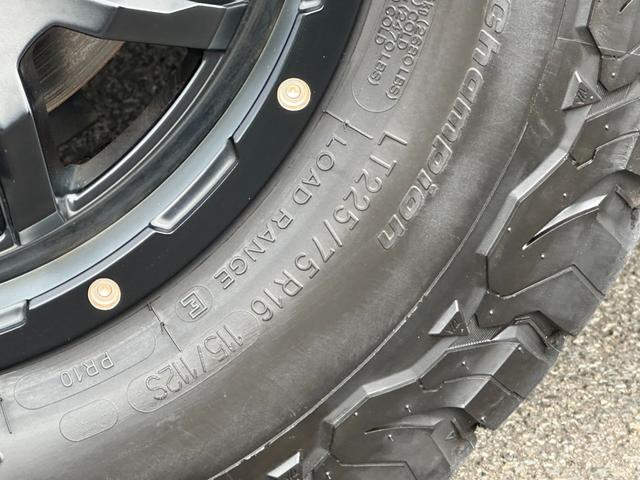 champion
LT225/75R16 115/112S
LOAD RANGE E
PR10